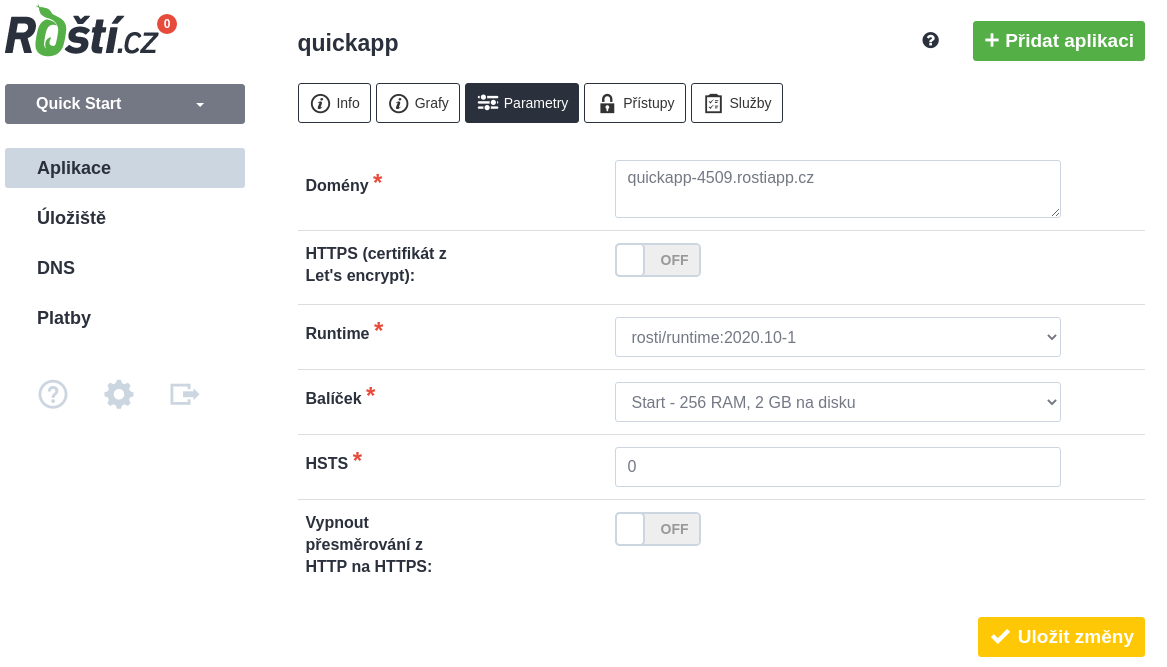 Roští.cz
0
quickapp
Přidat aplikaci
Quick Start
Info
Grafy
Parametry
Přístupy
Služby
Aplikace
Úložiště
DNS
Platby
Domény *
quickapp-4509.rostiapp.cz
HTTPS (certifikát z
Let's encrypt):
OFF
Runtime *
rosti/runtime:2020.10-1
Balíček *
Start - 256 RAM, 2 GB na disku
HSTS *
0
Vypnout
přesměrování z
HTTP na HTTPS:
OFF
Uložit změny